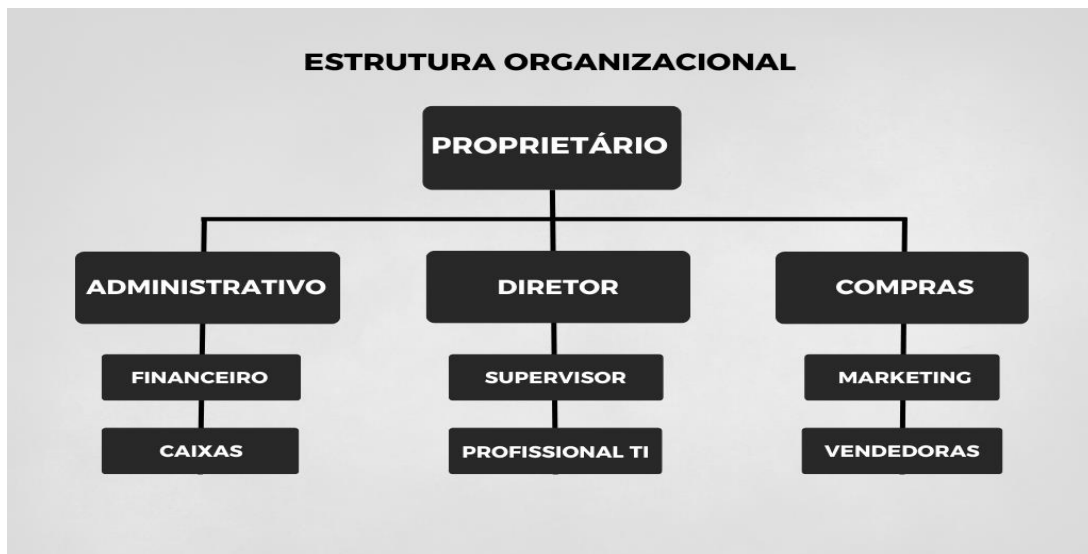 ESTRUTURA ORGANIZACIONAL
PROPRIETÁRIO
ADMINISTRATIVO
DIRETOR
COMPRAS
FINANCEIRO
SUPERVISOR
MARKETING
CAIXAS
PROFISSIONAL TI
VENDEDORAS